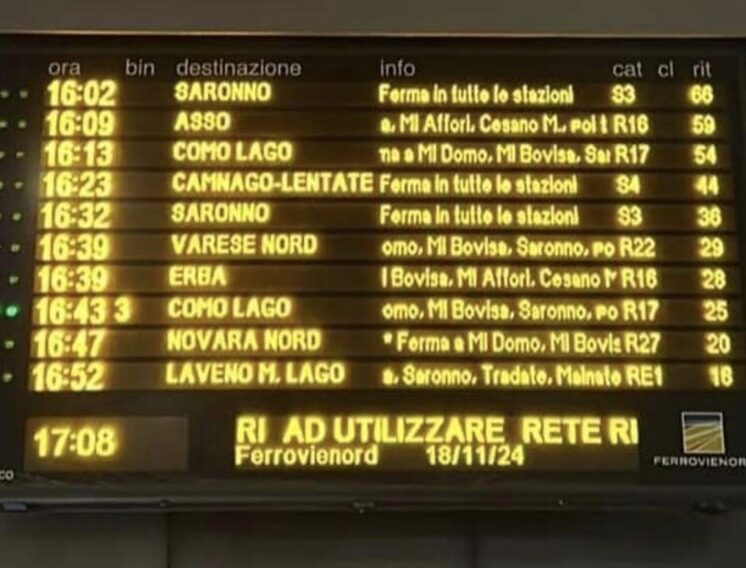 ora bin destinazione info cat cl rit
16:02 SARONNO Ferma in tutte le stazioni S3 66
16:09 ASSO a, MI Affori, Cesano M., poi t R16 59
16:13 COMO LAGO na a MI Domo, MI Bovisa, Sar R17 54
16:23 CAMNAGO-LENTATE Ferma in tutte le stazioni S4 44
16:32 SARONNO Ferma in tutte le stazioni S3 36
16:39 VARESE NORD omo, MI Bovisa, Saronno, po R22 29
16:39 ERBA l Bovisa, MI Affori, Cesano M R16 28
16:43 3 COMO LAGO omo, MI Bovisa, Saronno, po R17 25
16:47 NOVARA NORD * Ferma a MI Domo, MI Bovis R27 20
16:52 LAVENO M. LAGO a, Saronno, Tradate, Malnate RE1 16
17:08
RI AD UTILIZZARE RETE RI
Ferrovienord 18/11/24
FERROVIENOR
CO